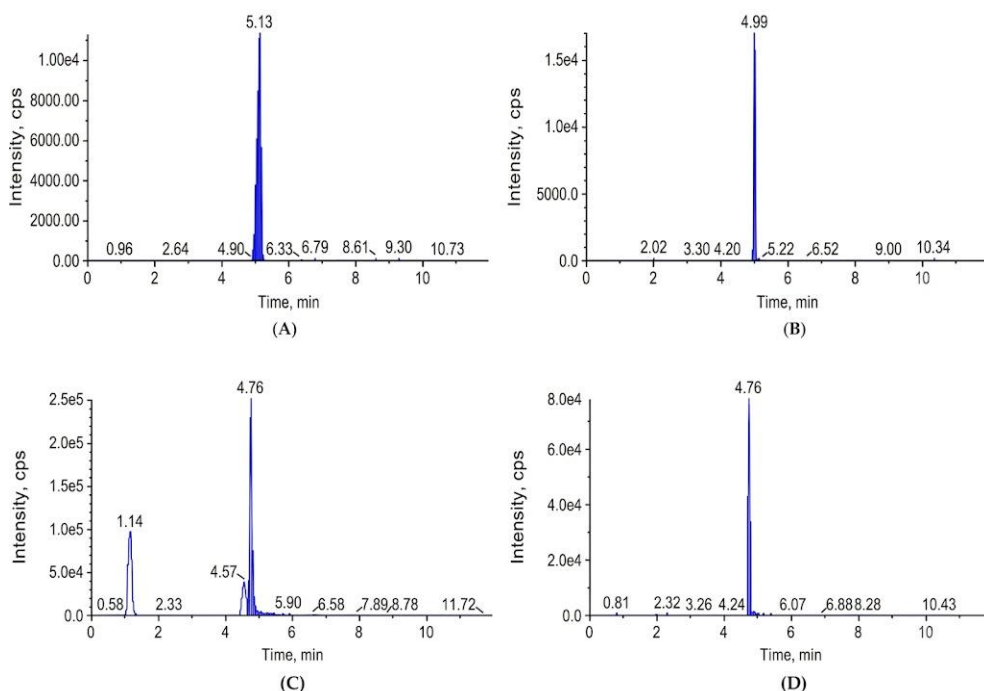 5.13
1.00e4
8000.00
6000.00
4000.00
2000.00
0.00
Intensity, cps
0.96 2.64 4.90 6.33 6.79 8.61 9.30 10.73
0 2 4 6 8 10
Time, min
(A)
4.99
1.5e4
1.0e4
5000.00
0.00
Intensity, cps
2.02 3.30 4.20 5.22 6.52 9.00 10.34
0 2 4 6 8 10
Time, min
(B)
4.76
2.5e5
2.0e5
1.5e5
1.0e5
5.0e4
0.0
Intensity, cps
1.14
4.57
0.58 2.33 5.90 6.58 7.89 8.78 11.72
0 2 4 6 8 10
Time, min
(C)
4.76
8.0e4
6.0e4
4.0e4
2.0e4
0.0
Intensity, cps
0.81 2.32 3.26 4.24 6.07 6.88 8.28 10.43
0 2 4 6 8 10
Time, min
(D)